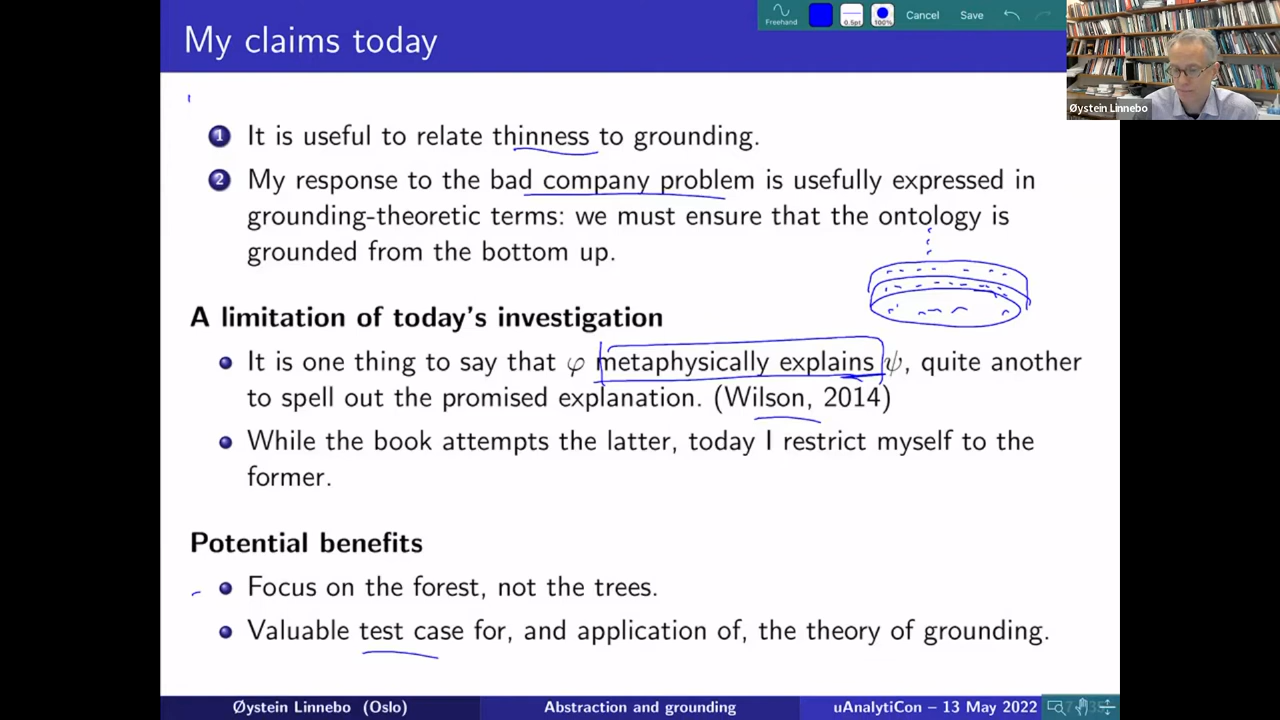 My claims today
Freehand
0.5pt
100%
Cancel
Save
Øystein Linnebo
1 It is useful to relate thinness to grounding.
2 My response to the bad company problem is usefully expressed in
grounding-theoretic terms: we must ensure that the ontology is
grounded from the bottom up.
A limitation of today's investigation
It is one thing to say that φ metaphysically explains ψ, quite another
to spell out the promised explanation. (Wilson, 2014)
While the book attempts the latter, today I restrict myself to the
former.
Potential benefits
Focus on the forest, not the trees.
Valuable test case for, and application of, the theory of grounding.
Øystein Linnebo (Oslo)
Abstraction and grounding
uAnalytiCon – 13 May 2022